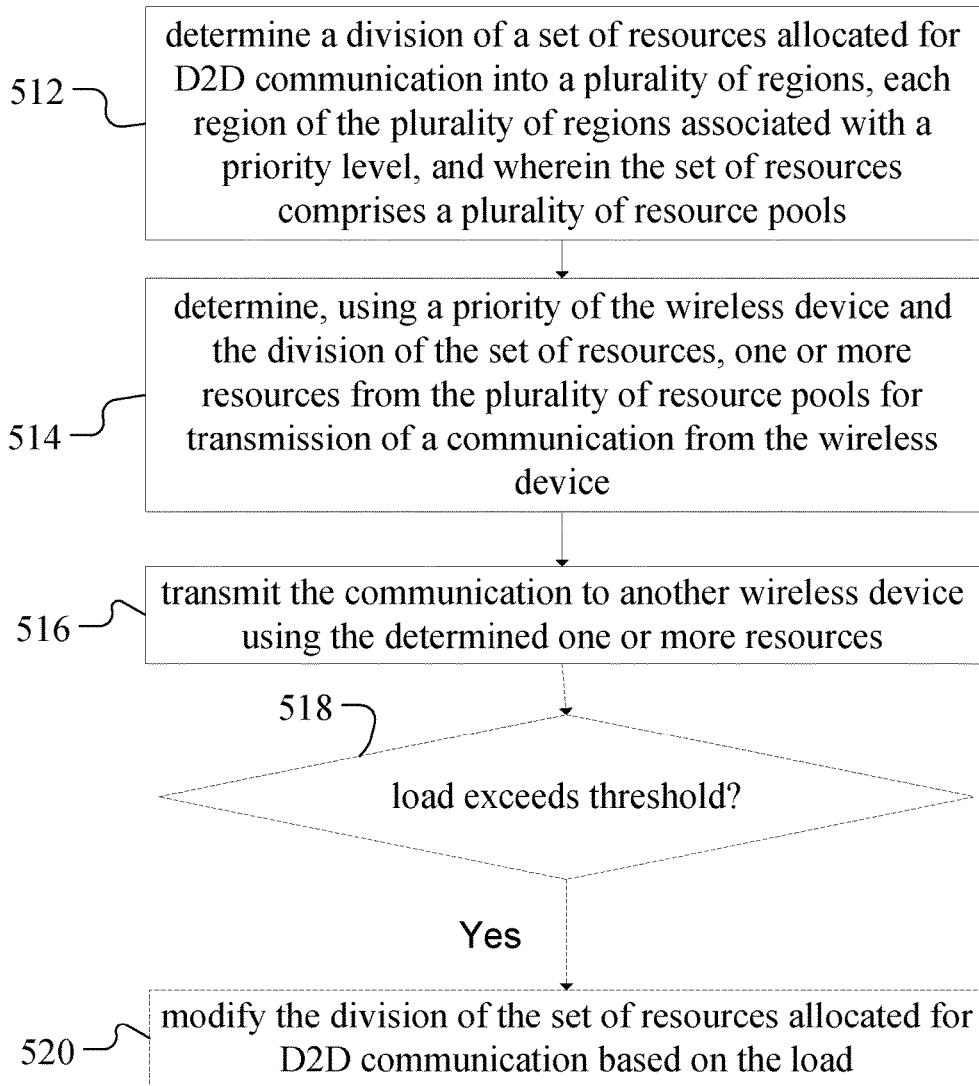 determine a division of a set of resources allocated for
D2D communication into a plurality of regions, each
region of the plurality of regions associated with a
priority level, and wherein the set of resources
comprises a plurality of resource pools
512
determine, using a priority of the wireless device and
the division of the set of resources, one or more
resources from the plurality of resource pools for
transmission of a communication from the wireless
device
514
transmit the communication to another wireless device
using the determined one or more resources
516
518
load exceeds threshold?
Yes
modify the division of the set of resources allocated for
D2D communication based on the load
520